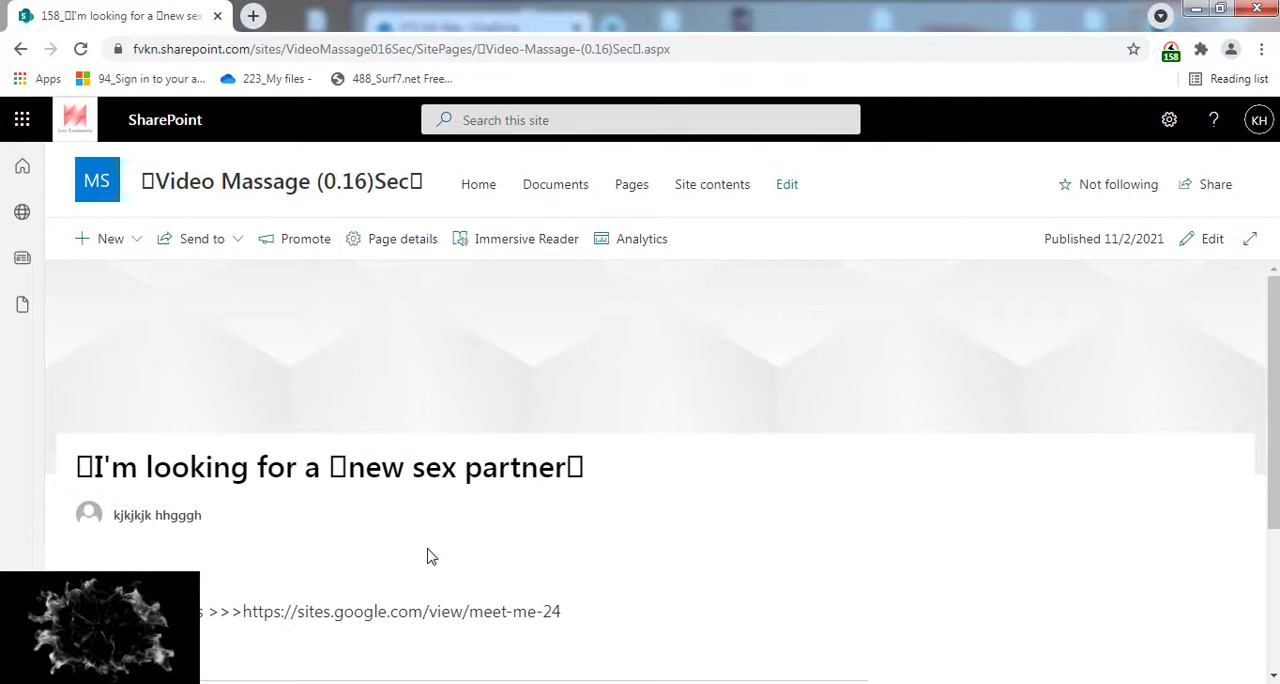 158_▯I'm looking for a ▯new sex
fvkn.sharepoint.com/sites/VideoMassage016Sec/SitePages/▯Video-Massage-(0.16)Sec▯.aspx
158
Apps
94_Sign in to your a...
223_My files -
488_Surf7.net Free...
Reading list
SharePoint
Search this site
KH
MS
▯Video Massage (0.16)Sec▯
Home
Documents
Pages
Site contents
Edit
Not following
Share
New
Send to
Promote
Page details
Immersive Reader
Analytics
Published 11/2/2021
Edit
▯I'm looking for a ▯new sex partner▯
kjkjkjk hhgggh
>>>https://sites.google.com/view/meet-me-24